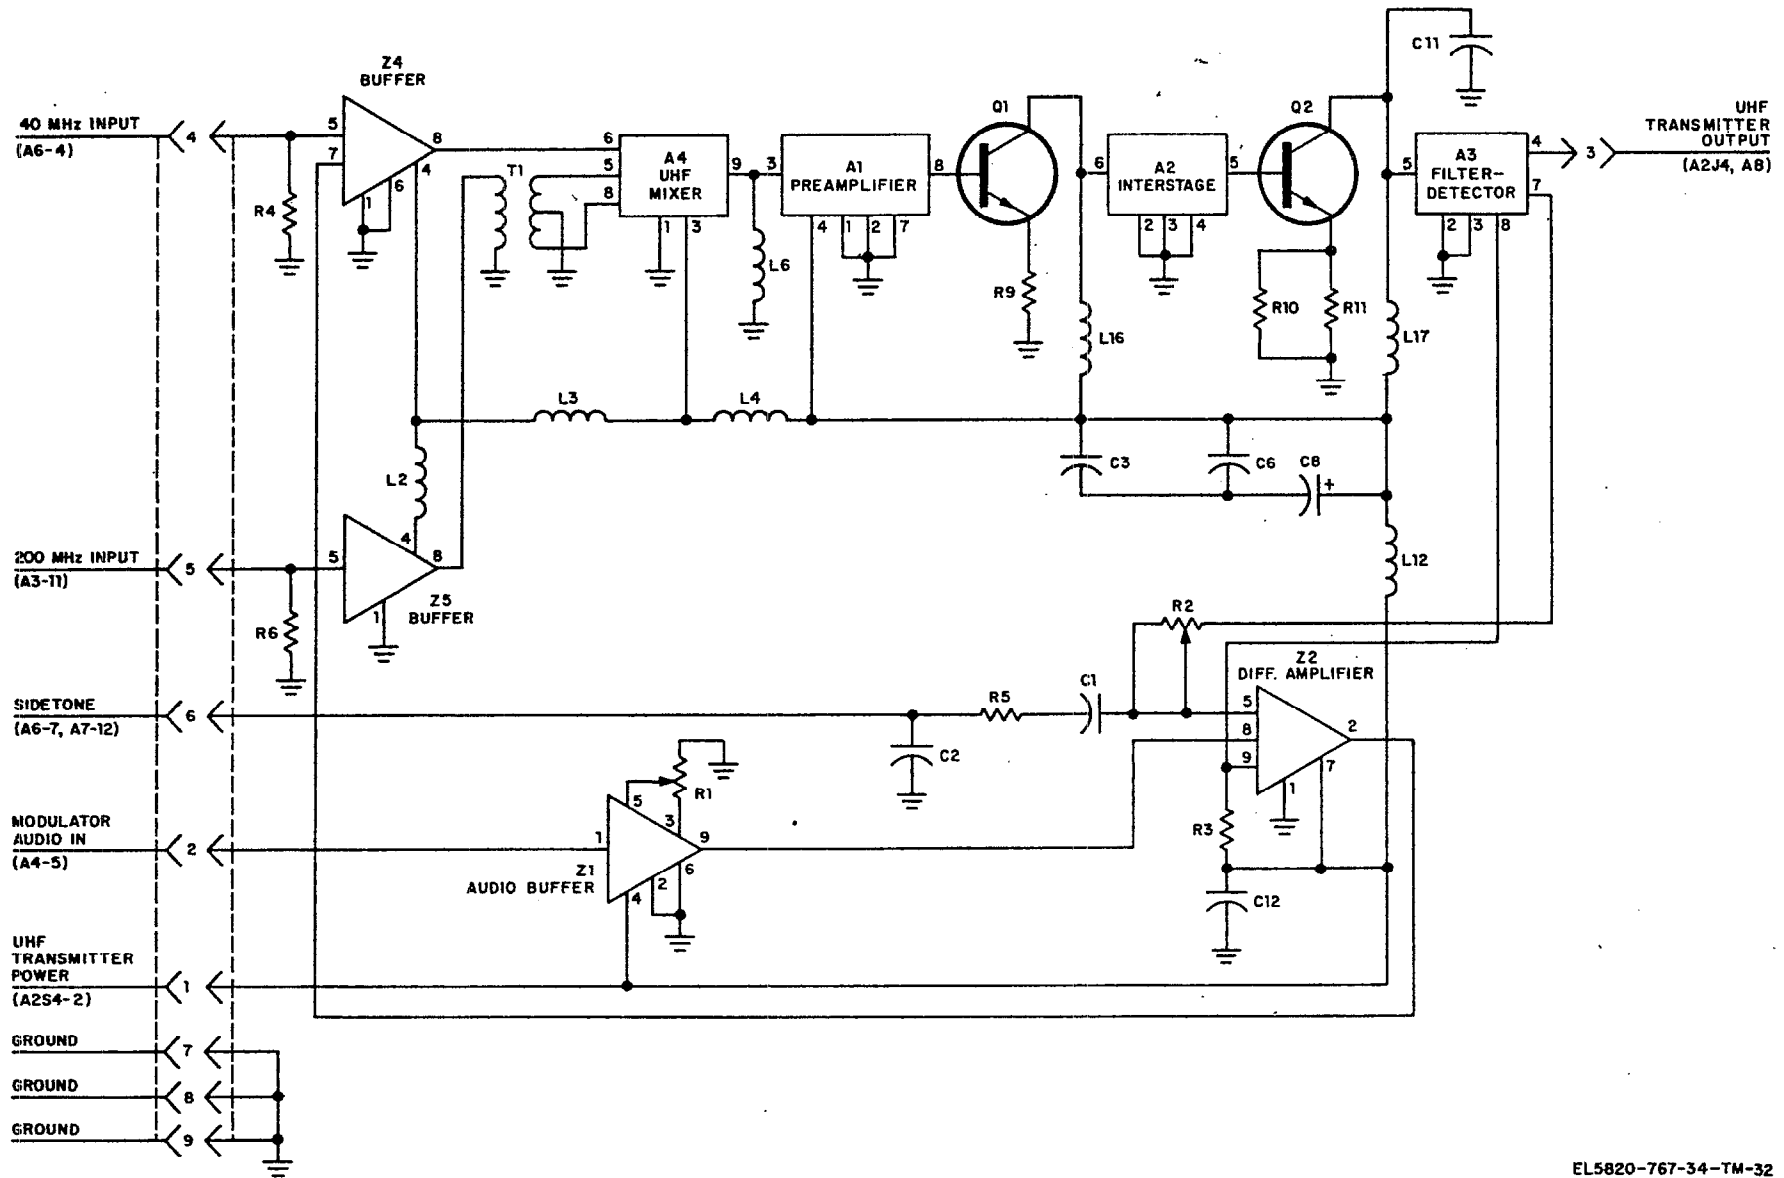 Z4
BUFFER
40 MHz INPUT
(A6-4)
4
5
7
8
1
6
4
R4
T1
6
5
8
A4
UHF
MIXER
9
1
3
L6
3
A1
PREAMPLIFIER
8
4
1
2
7
Q1
R9
6
A2
INTERSTAGE
5
2
3
4
Q2
R10
R11
C11
5
A3
FILTER-
DETECTOR
4
7
2
3
8
3
UHF
TRANSMITTER
OUTPUT
(A2J4, A8)
L16
L17
L3
L4
L2
C3
C6
C8
+
L12
200 MHz INPUT
(A3-11)
5
5
4
8
1
Z5
BUFFER
R6
R2
Z2
DIFF. AMPLIFIER
SIDETONE
(A6-7, A7-12)
6
R5
C1
C2
5
8
9
2
7
1
R3
C12
MODULATOR
AUDIO IN
(A4-5)
2
1
5
3
R1
9
6
2
4
Z1
AUDIO BUFFER
UHF
TRANSMITTER
POWER
(A2S4-2)
1
GROUND
7
GROUND
8
GROUND
9
EL5820-767-34-TM-32